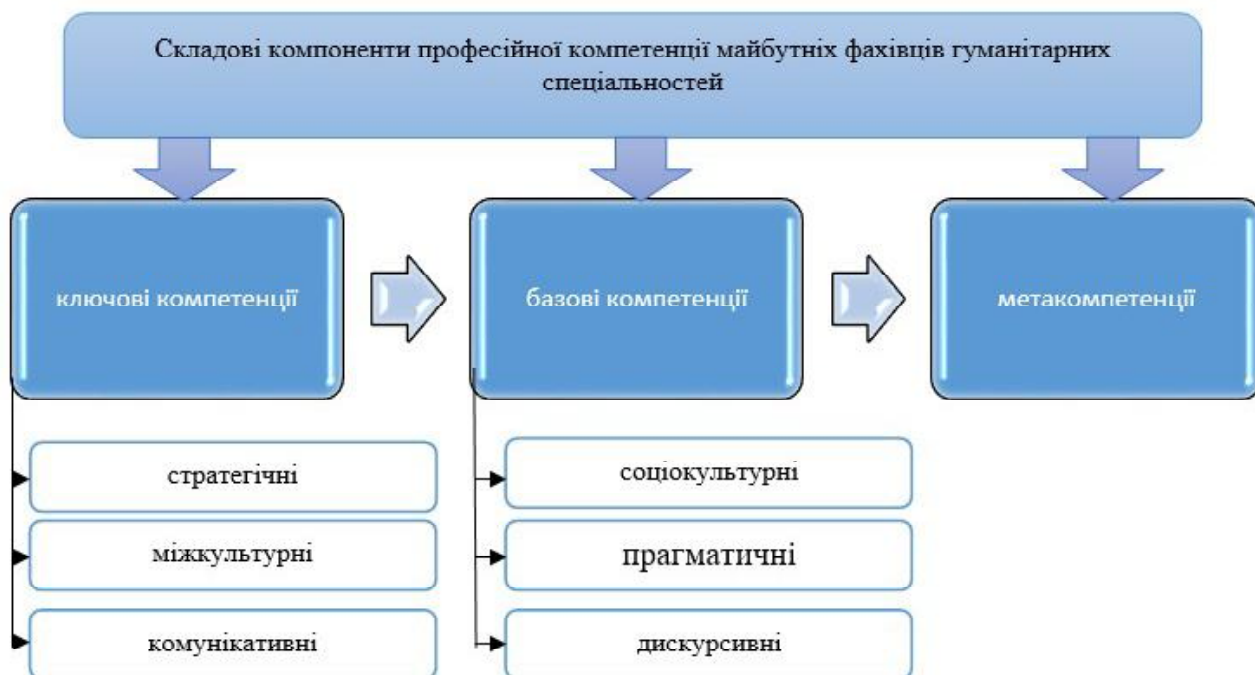 Складові компоненти професійної компетенції майбутніх фахівців гуманітарних
спеціальностей
ключові компетенції
базові компетенції
метакомпетенції
стратегічні
міжкультурні
комунікативні
соціокультурні
прагматичні
дискурсивні